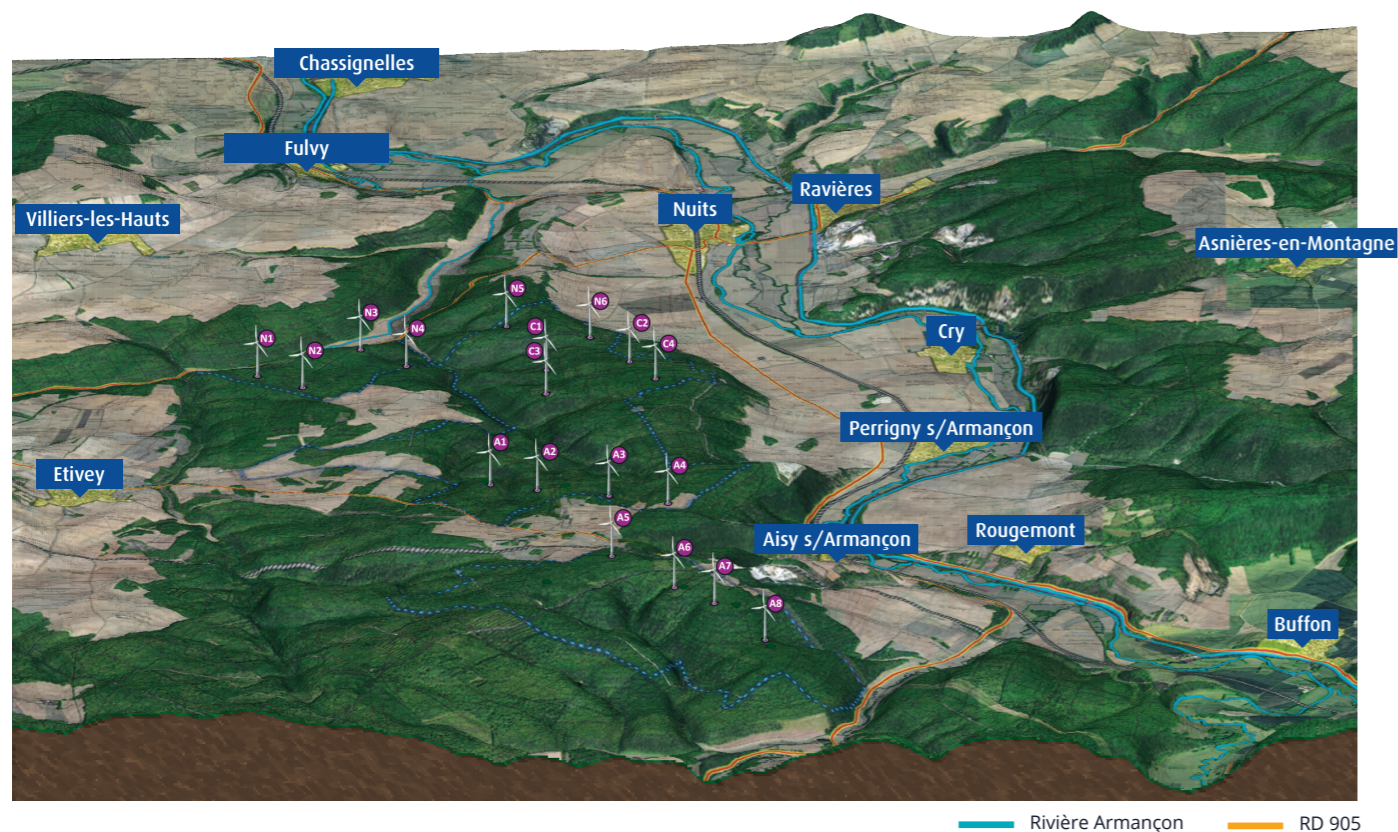 Chassignelles
Fulvy
Ravières
Villiers-les-Hauts
Nuits
Asnières-en-Montagne
N5
N6
N3
N1
N4
C1
C2
Cry
N2
C3
C4
Perrigny s/Armançon
A1
A2
A3
A4
Etivey
A5
Rougemont
Aisy s/Armançon
A6
A7
A8
Buffon
Rivière Armançon
RD 905